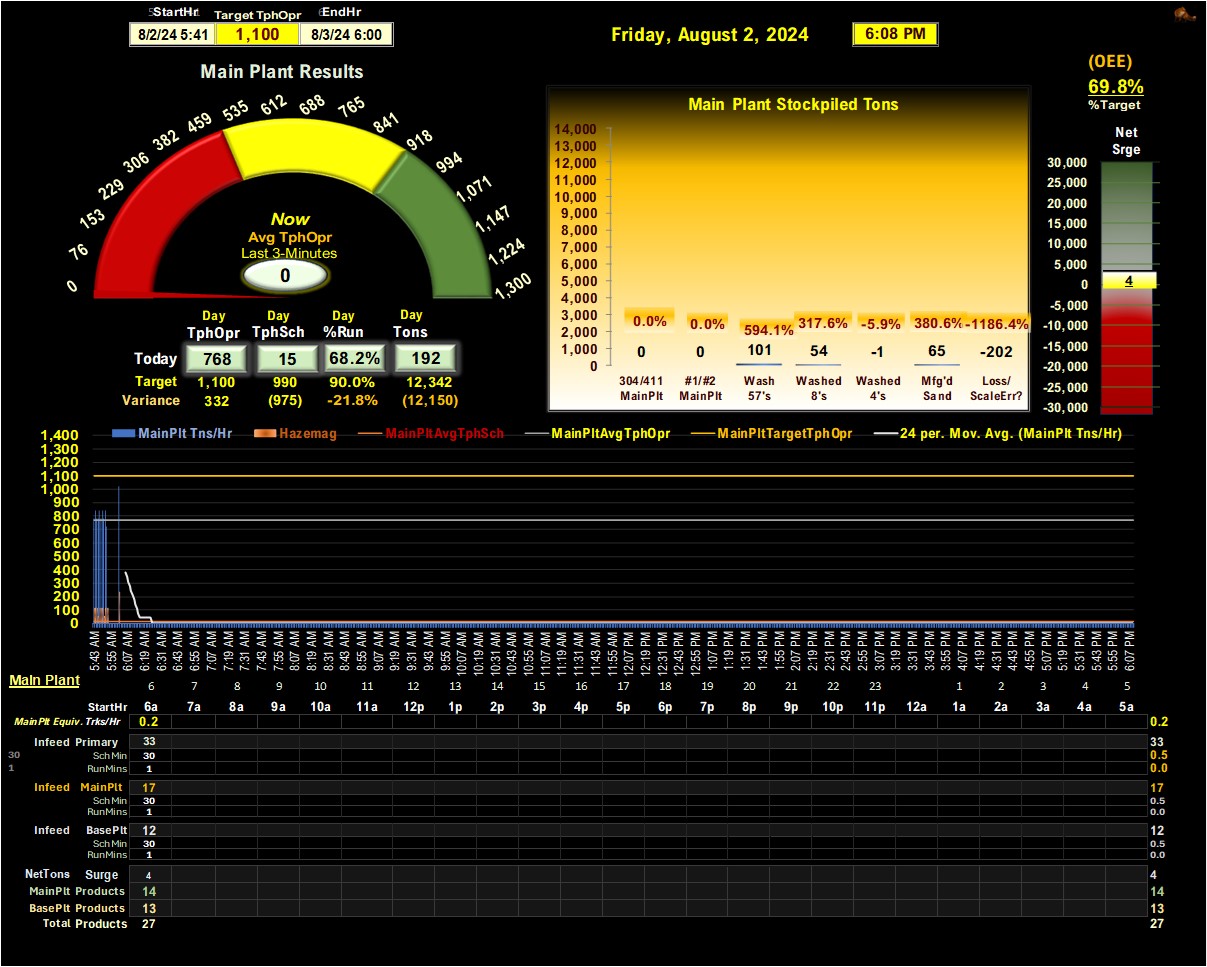 StartHr Target TphOpr EndHr
8/2/24 5:41 1,100 8/3/24 6:00
Friday, August 2, 2024 6:08 PM
(OEE)
69.8%
%Target
Main Plant Results
0 76 153 229 306 382 459 535 612 688 765 841 918 994 1,071 1,147 1,224 1,300
Now
Avg TphOpr
Last 3-Minutes
0
Day Day Day Day
TphOpr TphSch %Run Tons
Today 768 15 68.2% 192
Target 1,100 990 90.0% 12,342
Variance 332 (975) -21.8% (12,150)
Main Plant Stockpiled Tons
14,000
13,000
12,000
11,000
10,000
9,000
8,000
7,000
6,000
5,000
4,000
3,000
2,000
1,000
0
0.0% 0.0% 594.1% 317.6% -5.9% 380.6% -1186.4%
0 0 101 54 -1 65 -202
304/411 #1/#2 Wash Washed Washed Mfg'd Loss/
MainPlt MainPlt 57's 8's 4's Sand ScaleErr?
Net
Srge
30,000
25,000
20,000
15,000
10,000
5,000
0
-5,000
-10,000
-15,000
-20,000
-25,000
-30,000
4
MainPlt Tns/Hr Hazemag MainPltAvgTphSch MainPltAvgTphOpr MainPltTargetTphOpr 24 per. Mov. Avg. (MainPlt Tns/Hr)
1,400
1,300
1,200
1,100
1,000
900
800
700
600
500
400
300
200
100
0
5:43 AM 5:55 AM 6:07 AM 6:19 AM 6:31 AM 6:43 AM 6:55 AM 7:07 AM 7:19 AM 7:31 AM 7:43 AM 7:55 AM 8:07 AM 8:19 AM 8:31 AM 8:43 AM 8:55 AM 9:07 AM 9:19 AM 9:31 AM 9:43 AM 9:55 AM 10:07 AM 10:19 AM 10:31 AM 10:43 AM 10:55 AM 11:07 AM 11:19 AM 11:31 AM 11:43 AM 11:55 AM 12:07 PM 12:19 PM 12:31 PM 12:43 PM 12:55 PM 1:07 PM 1:19 PM 1:31 PM 1:43 PM 1:55 PM 2:07 PM 2:19 PM 2:31 PM 2:43 PM 2:55 PM 3:07 PM 3:19 PM 3:31 PM 3:43 PM 3:55 PM 4:07 PM 4:19 PM 4:31 PM 4:43 PM 4:55 PM 5:07 PM 5:19 PM 5:31 PM 5:43 PM 5:55 PM 6:07 PM
Main Plant
6 7 8 9 10 11 12 13 14 15 16 17 18 19 20 21 22 23 1 2 3 4 5
StartHr 6a 7a 8a 9a 10a 11a 12p 1p 2p 3p 4p 5p 6p 7p 8p 9p 10p 11p 12a 1a 2a 3a 4a 5a
MainPlt Equiv. Trks/Hr 0.2 0.2
Infeed Primary 33 33
30 Sch Min 30 0.5
1 RunMins 1 0.0
Infeed MainPlt 17 17
Sch Min 30 0.5
RunMins 1 0.0
Infeed BasePlt 12 12
Sch Min 30 0.5
RunMins 1 0.0
NetTons Surge 4 4
MainPlt Products 14 14
BasePlt Products 13 13
Total Products 27 27